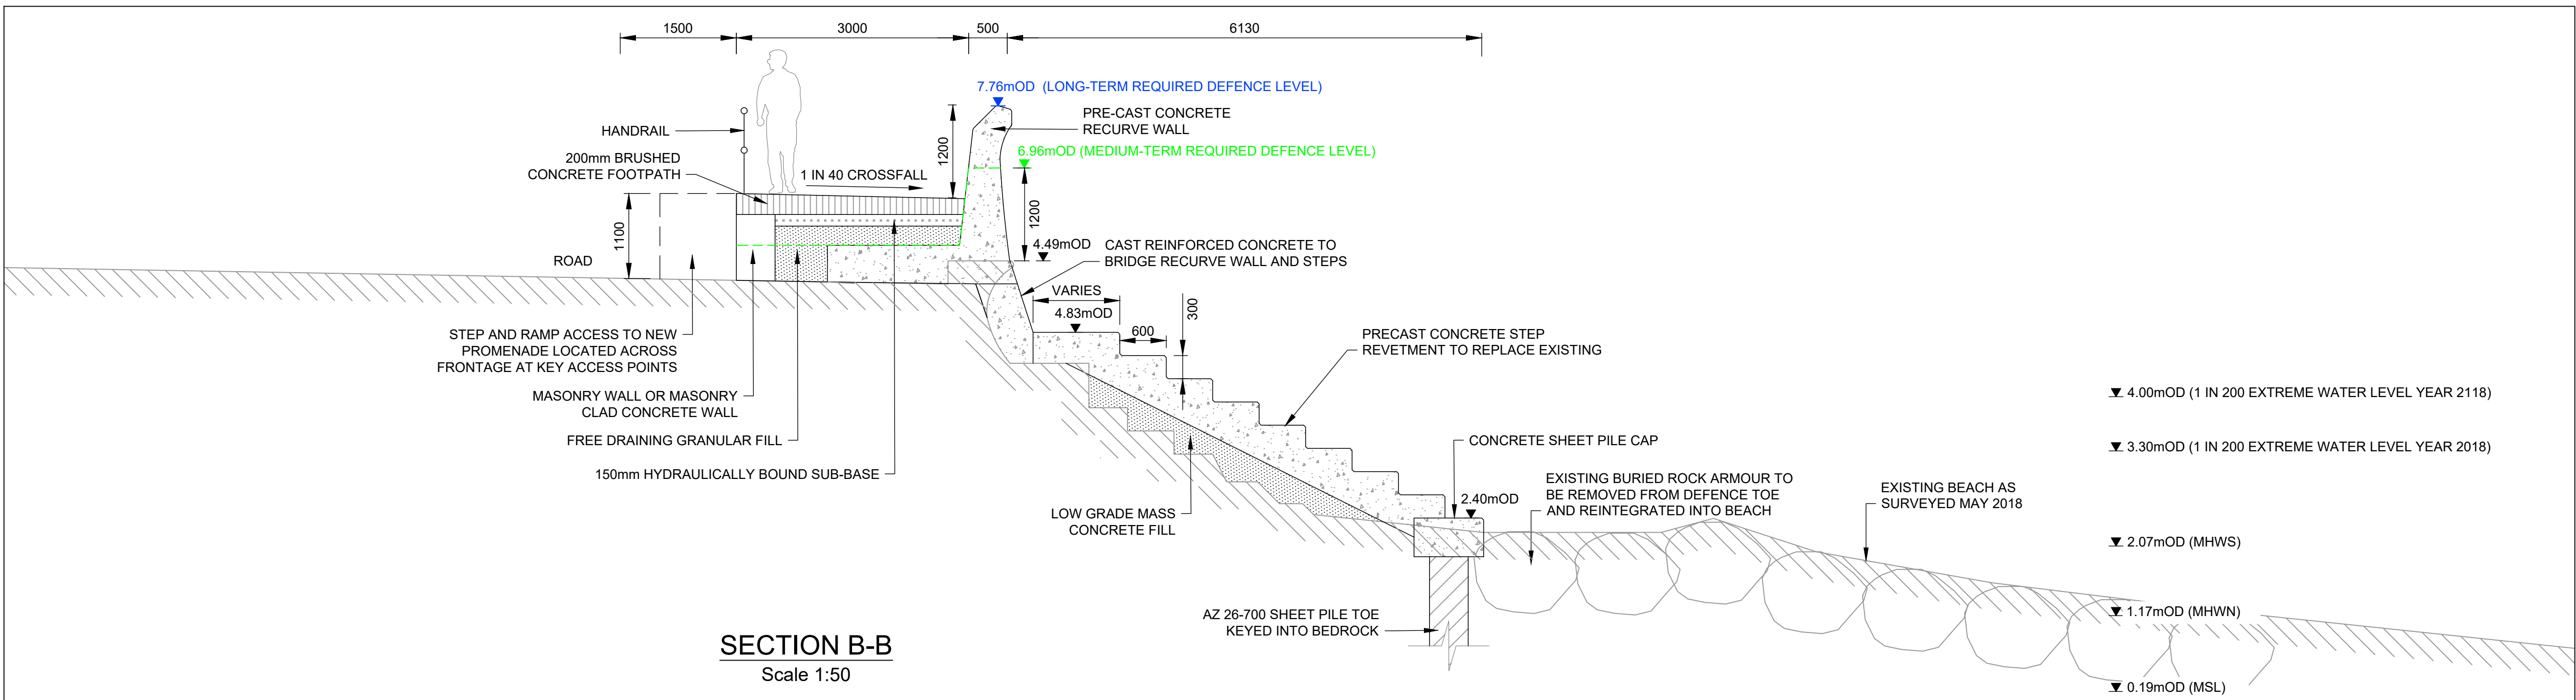 1500
3000
500
6130
7.76mOD (LONG-TERM REQUIRED DEFENCE LEVEL)
PRE-CAST CONCRETE
RECURVE WALL
HANDRAIL
1200
6.96mOD (MEDIUM-TERM REQUIRED DEFENCE LEVEL)
200mm BRUSHED
CONCRETE FOOTPATH
1 IN 40 CROSSFALL
1100
1200
4.49mOD
CAST REINFORCED CONCRETE TO
BRIDGE RECURVE WALL AND STEPS
ROAD
VARIES
4.83mOD
600
300
STEP AND RAMP ACCESS TO NEW
PROMENADE LOCATED ACROSS
FRONTAGE AT KEY ACCESS POINTS
PRECAST CONCRETE STEP
REVETMENT TO REPLACE EXISTING
MASONRY WALL OR MASONRY
CLAD CONCRETE WALL
4.00mOD (1 IN 200 EXTREME WATER LEVEL YEAR 2118)
FREE DRAINING GRANULAR FILL
CONCRETE SHEET PILE CAP
3.30mOD (1 IN 200 EXTREME WATER LEVEL YEAR 2018)
150mm HYDRAULICALLY BOUND SUB-BASE
EXISTING BURIED ROCK ARMOUR TO
BE REMOVED FROM DEFENCE TOE
AND REINTEGRATED INTO BEACH
EXISTING BEACH AS
SURVEYED MAY 2018
2.40mOD
LOW GRADE MASS
CONCRETE FILL
2.07mOD (MHWS)
AZ 26-700 SHEET PILE TOE
KEYED INTO BEDROCK
1.17mOD (MHWN)
SECTION B-B
Scale 1:50
0.19mOD (MSL)